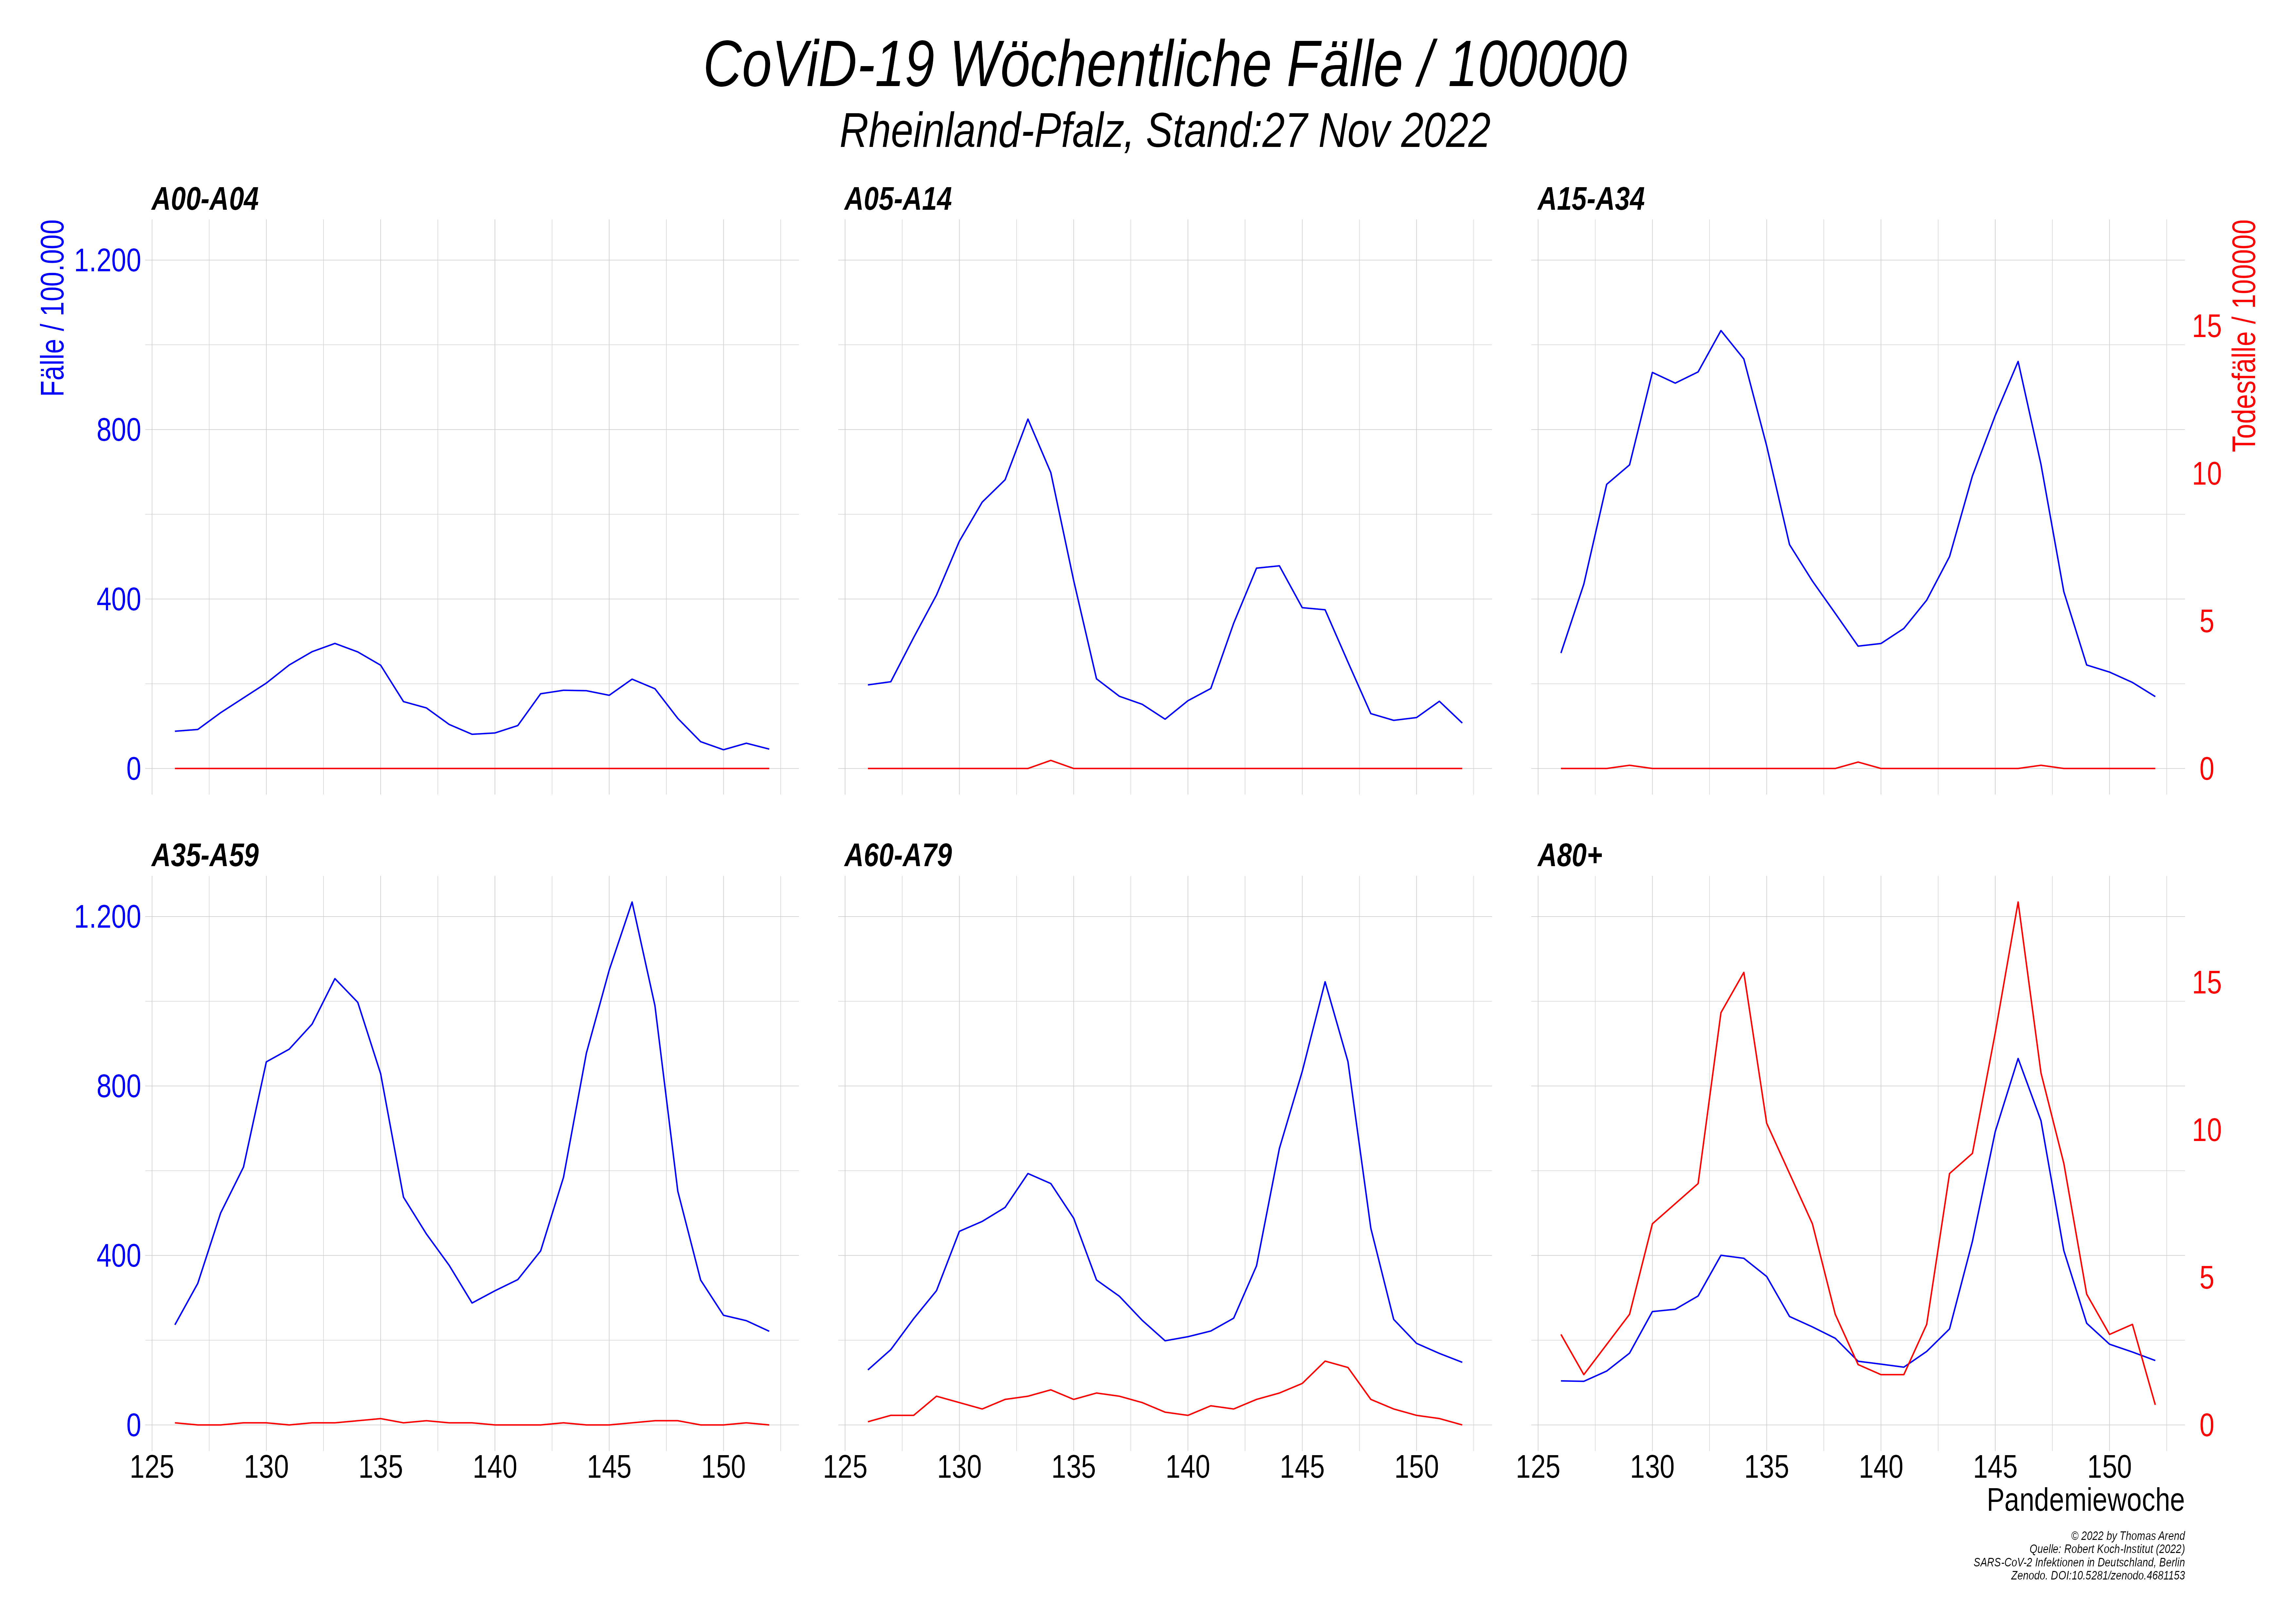 CoViD-19 Wöchentliche Fälle / 100000
Rheinland-Pfalz, Stand:27 Nov 2022
A00-A04
A05-A14
A15-A34
Fälle / 100.000
1.200
800
400
0
15
10
5
0
Todesfälle / 100000
A35-A59
A60-A79
A80+
1.200
800
400
0
15
10
5
0
125 130 135 140 145 150
125 130 135 140 145 150
125 130 135 140 145 150
Pandemiewoche
© 2022 by Thomas Arend
Quelle: Robert Koch-Institut (2022)
SARS-CoV-2 Infektionen in Deutschland, Berlin
Zenodo. DOI:10.5281/zenodo.4681153